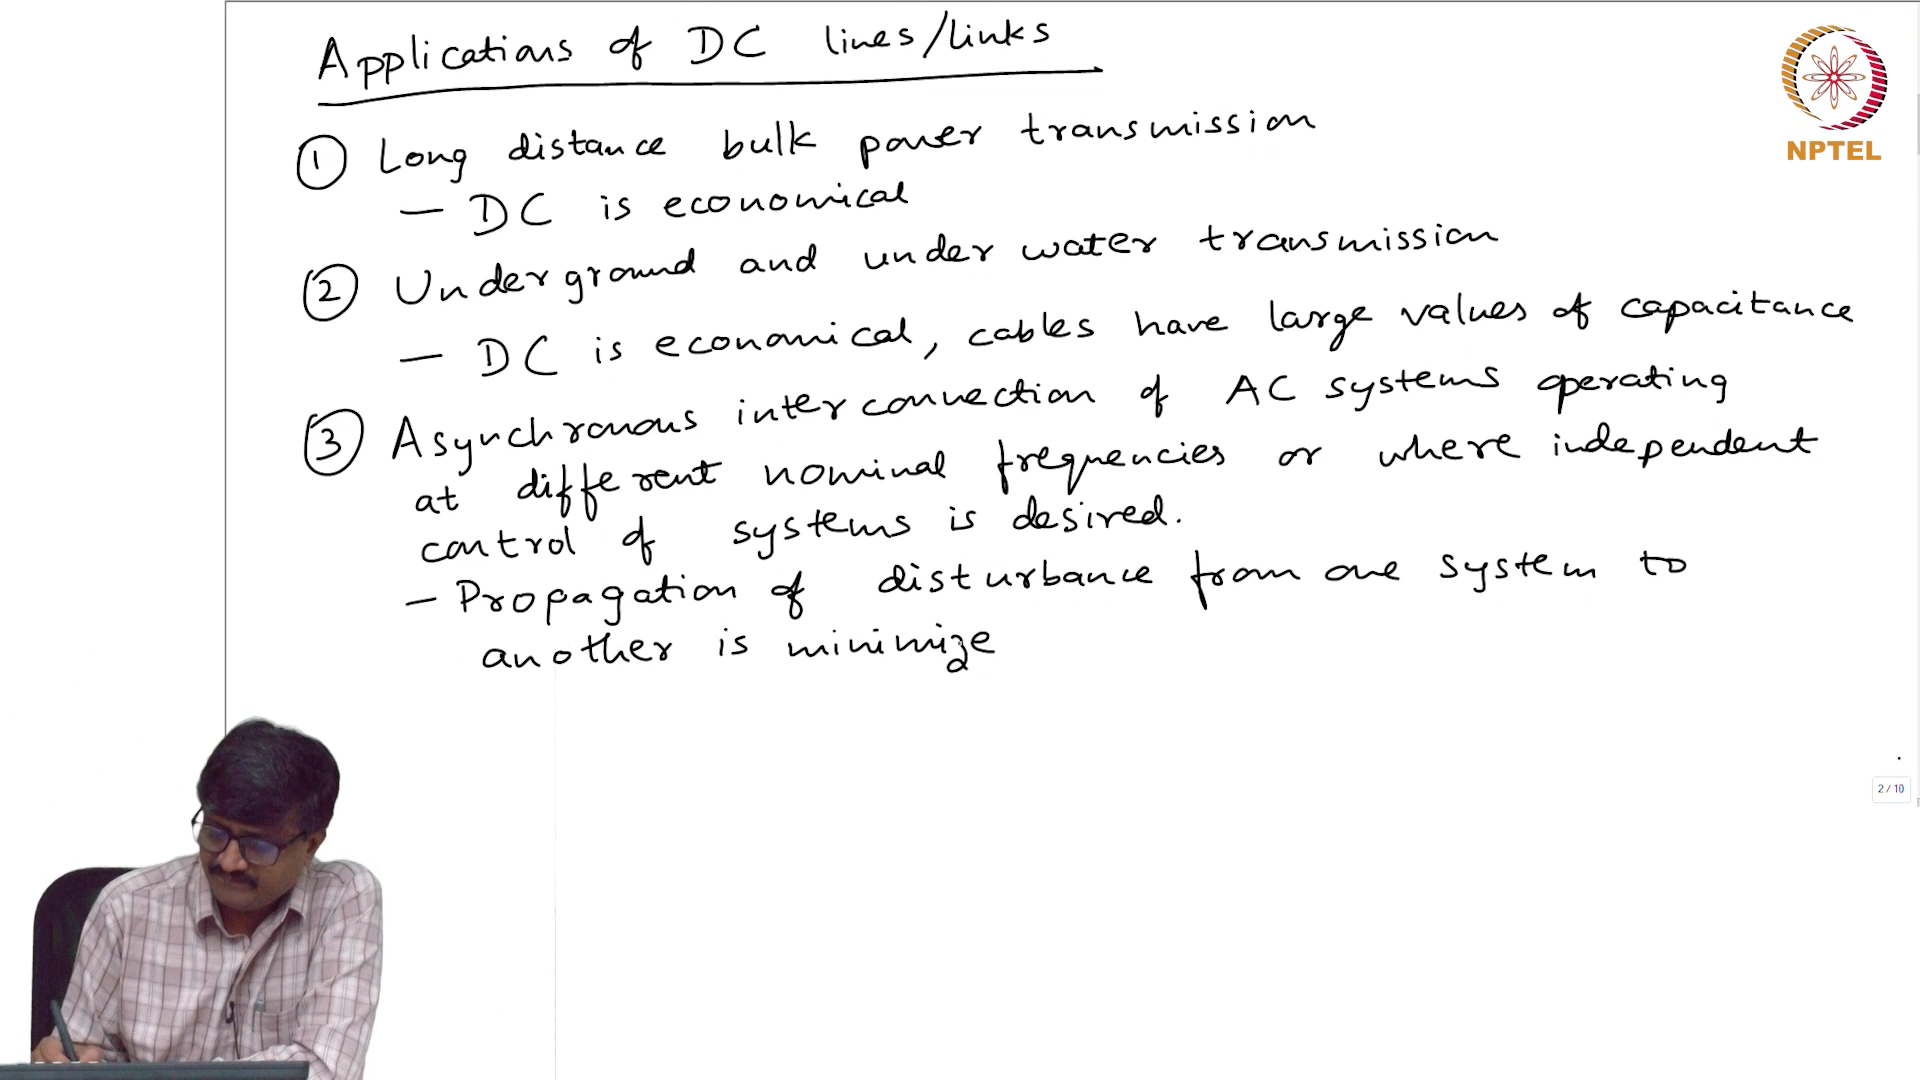 Applications of DC lines/links
① Long distance bulk power transmission
— DC is economical
② Underground and under water transmission
— DC is economical, cables have large values of capacitance
③ Asynchronous interconnection of AC systems operating
at different nominal frequencies or where independent
control of systems is desired.
— Propagation of disturbance from one system to
another is minimize
NPTEL
2 / 10